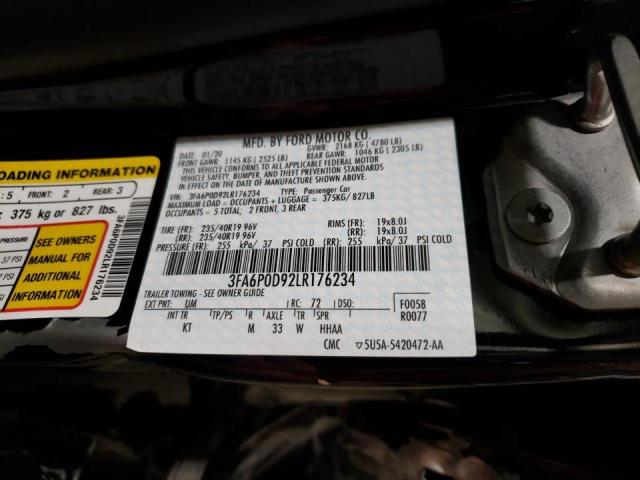 OADING INFORMATION
: 5 FRONT: 2 REAR: 3
: 375 kg or 827 lbs.
PRESSURE
37 PSI
SEE OWNERS
MANUAL FOR
ADDITIONAL
INFORMATION
3FA6P0D92LR176234
MFD. BY FORD MOTOR CO.
DATE: 01/20 GVWR: 2168 KG ( 4780 LB)
FRONT GAWR: 1145 KG ( 2525 LB) REAR GAWR: 1046 KG ( 2305 LB)
THIS VEHICLE CONFORMS TO ALL APPLICABLE FEDERAL MOTOR
VEHICLE SAFETY, BUMPER, AND THEFT PREVENTION STANDARDS IN
EFFECT ON THE DATE OF MANUFACTURE SHOWN ABOVE.
VIN: 3FA6P0D92LR176234 TYPE: Passenger Car
MAXIMUM LOAD = OCCUPANTS + LUGGAGE = 375KG/ 827LB
OCCUPANTS = 5 TOTAL 2 FRONT, 3 REAR
TIRE (FR): 235/40R19 96V RIMS (FR): 19x8.0J
(RR): 235/40R19 96V (RR): 19x8.0J
PRESSURE (FR): 255 kPa/ 37 PSI COLD (RR): 255 kPa/ 37 PSI COLD
3FA6P0D92LR176234
TRAILER TOWING - SEE OWNER GUIDE
EXT PNT: UM RC: 72 DSO: F0058
INT TR TP/PS R AXLE TR SPR R0077
KT M 33 W HHAA
CMC ▽5U5A-5420472-AA